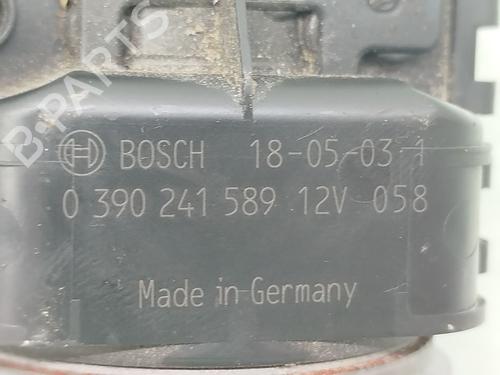 B-PARTS
BOSCH 18-05-03 1
0 390 241 589 12V 058
Made in Germany